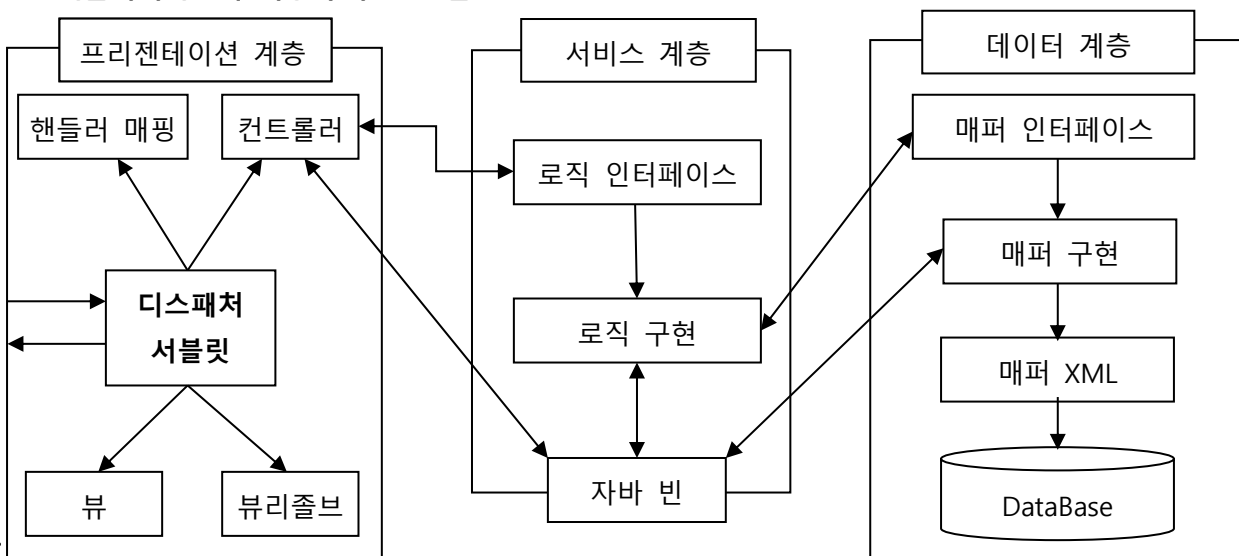 프리젠테이션 계층
서비스 계층
데이터 계층
핸들러 매핑
컨트롤러
로직 인터페이스
매퍼 인터페이스
매퍼 구현
디스패처
서블릿
로직 구현
매퍼 XML
뷰
뷰리졸브
자바 빈
DataBase